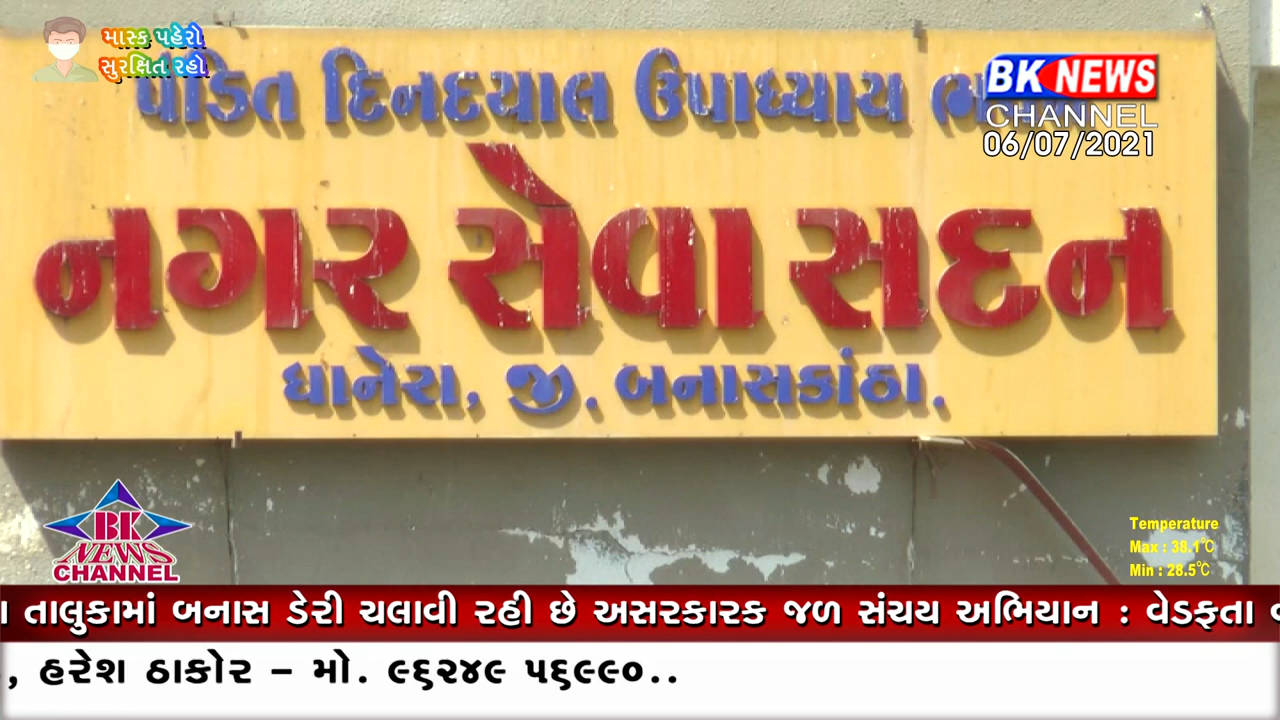 માસ્ક પહેરો
સુરક્ષિત રહો
પંડિત દિનદયાલ ઉપાધ્યાય
BK NEWS
CHANNEL
06/07/2021
નગર સેવા સદન
ધાનેરા, જી. બનાસકાંઠા.
BK
NEWS
CHANNEL
Temperature
Max : 38.1℃
Min : 28.5℃
તાલુકામાં બનાસ ડેરી ચલાવી રહી છે અસરકારક જળ સંચય અભિયાન : વેડફતા
, હરેશ ઠાકોર – મો. ૯૬૨૪૯ ૫૬૯૯૦..